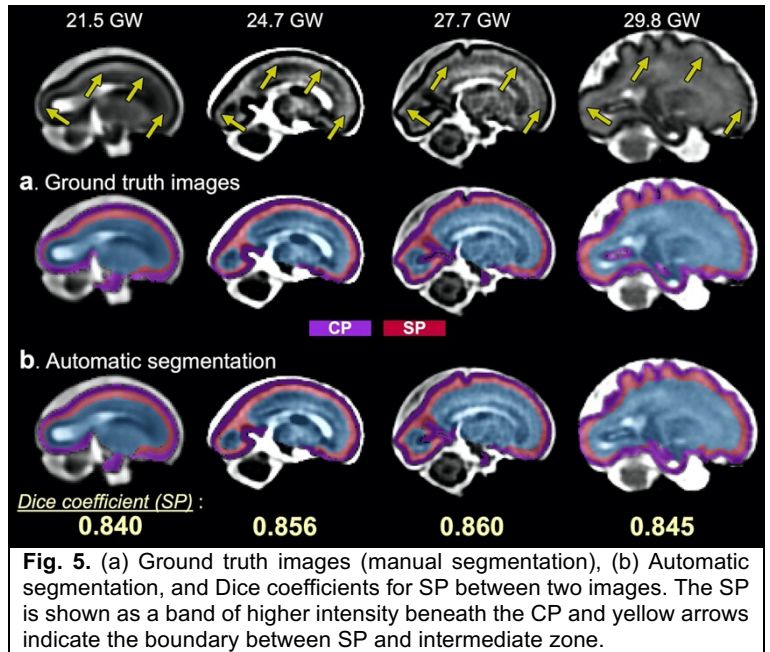 21.5 GW 24.7 GW 27.7 GW 29.8 GW
a. Ground truth images
CP SP
b. Automatic segmentation
Dice coefficient (SP) :
0.840 0.856 0.860 0.845
Fig. 5. (a) Ground truth images (manual segmentation), (b) Automatic
segmentation, and Dice coefficients for SP between two images. The SP
is shown as a band of higher intensity beneath the CP and yellow arrows
indicate the boundary between SP and intermediate zone.